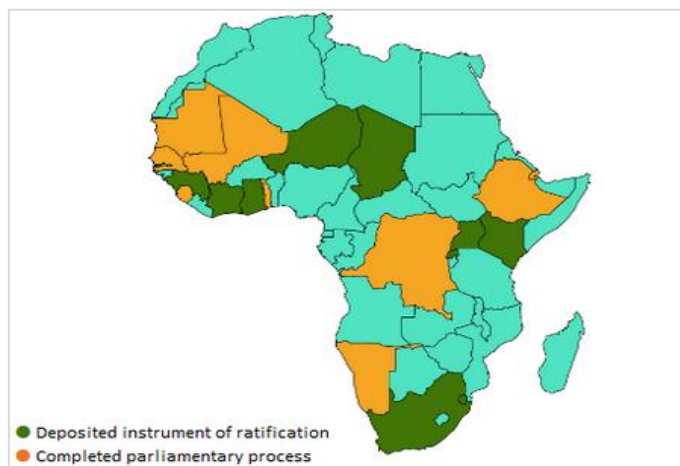 Deposited instrument of ratification
Completed parliamentary process